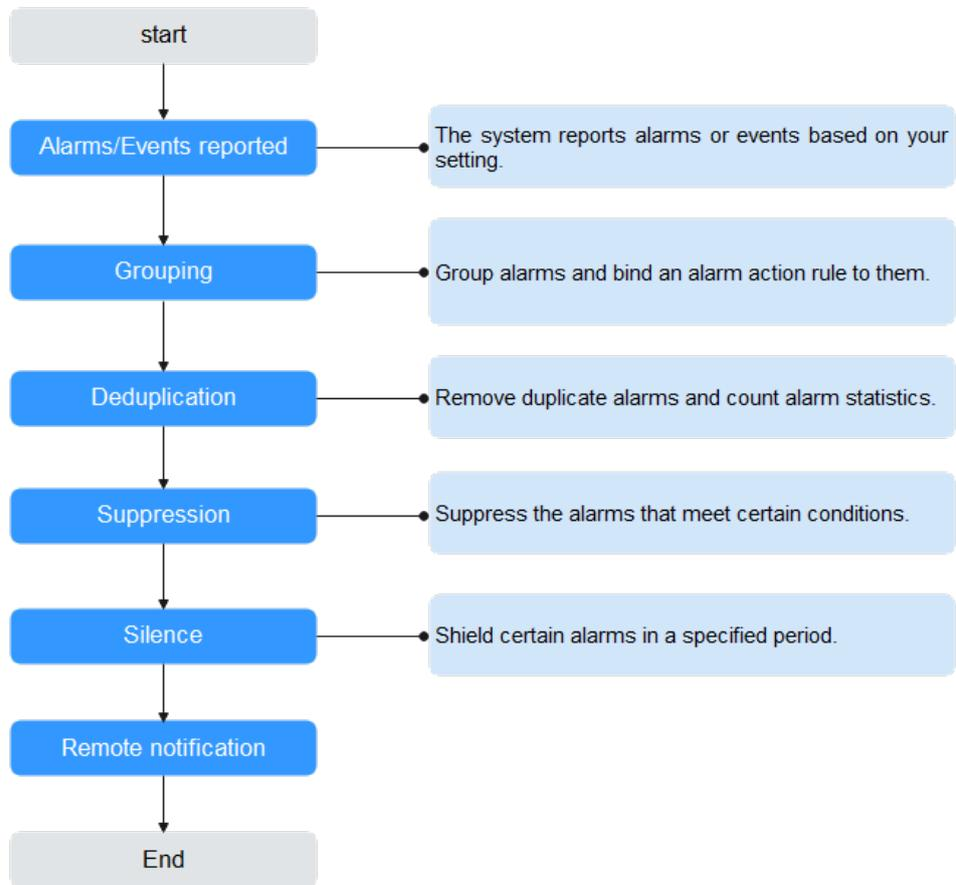 start
Alarms/Events reported
The system reports alarms or events based on your
setting.
Grouping
Group alarms and bind an alarm action rule to them.
Deduplication
Remove duplicate alarms and count alarm statistics.
Suppression
Suppress the alarms that meet certain conditions.
Silence
Shield certain alarms in a specified period.
Remote notification
End